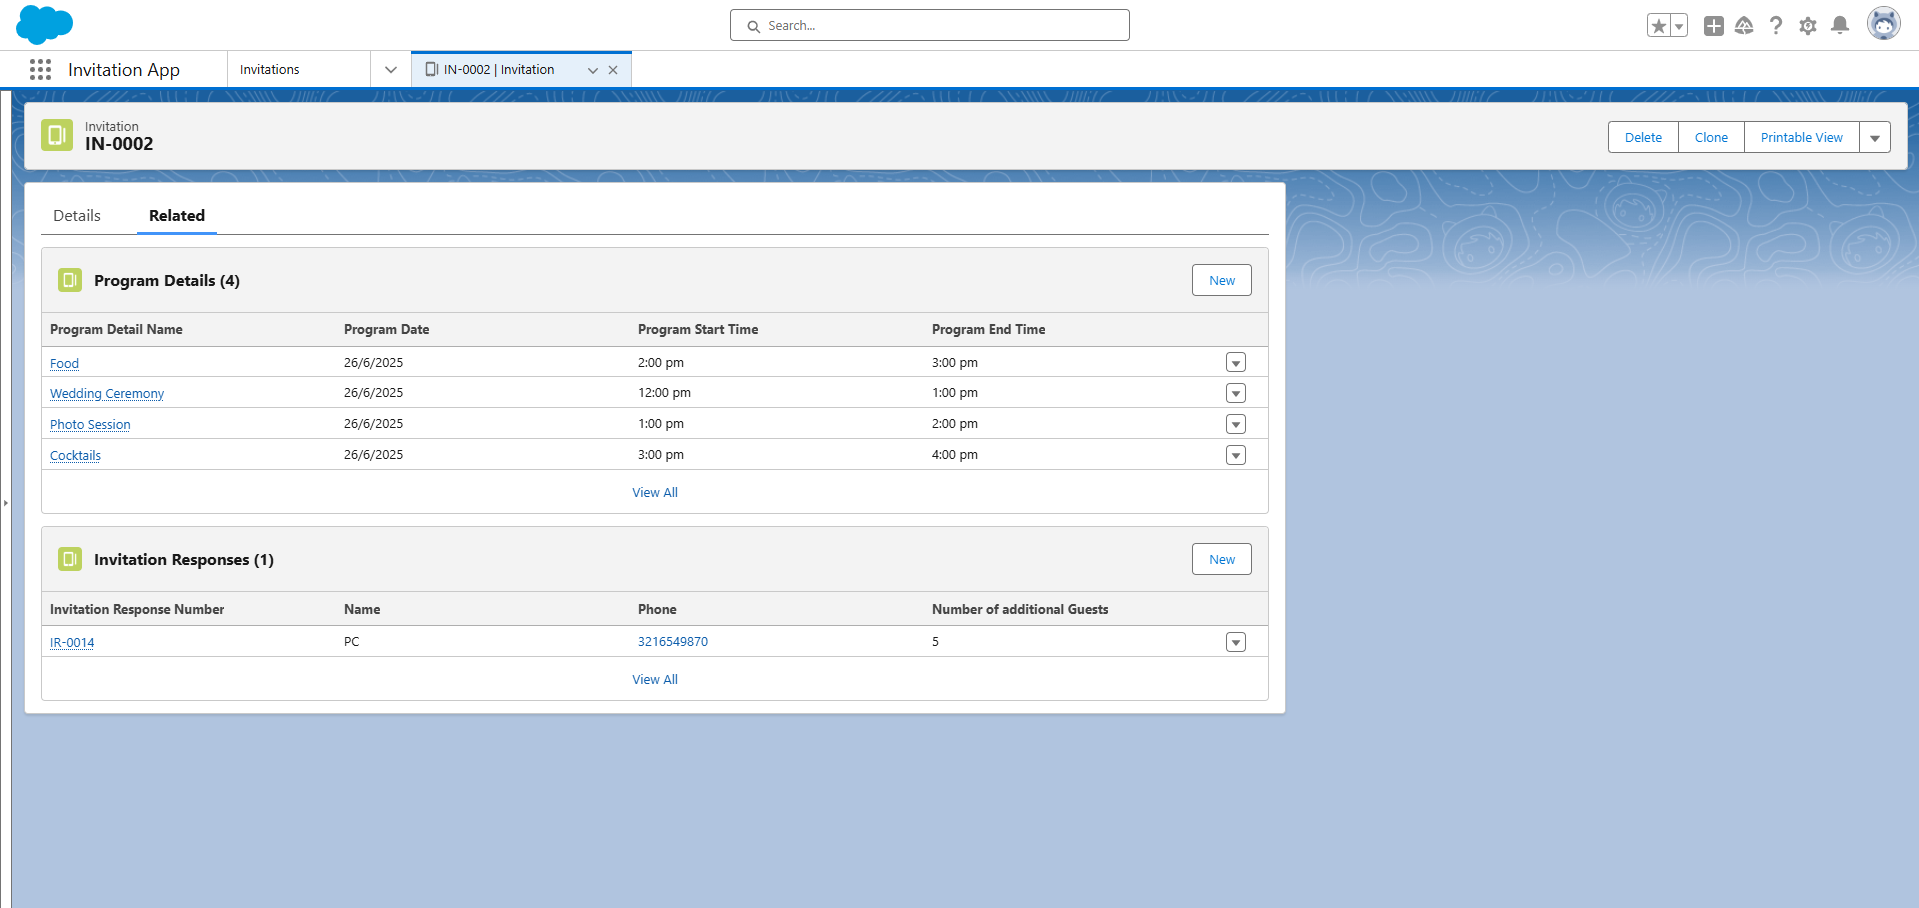 Search...
Invitation App
Invitations
IN-0002 | Invitation
Invitation
IN-0002
Delete
Clone
Printable View
Details
Related
Program Details (4)
New
Program Detail Name Program Date Program Start Time Program End Time
Food 26/6/2025 2:00 pm 3:00 pm
Wedding Ceremony 26/6/2025 12:00 pm 1:00 pm
Photo Session 26/6/2025 1:00 pm 2:00 pm
Cocktails 26/6/2025 3:00 pm 4:00 pm
View All
Invitation Responses (1)
New
Invitation Response Number Name Phone Number of additional Guests
IR-0014 PC 3216549870 5
View All